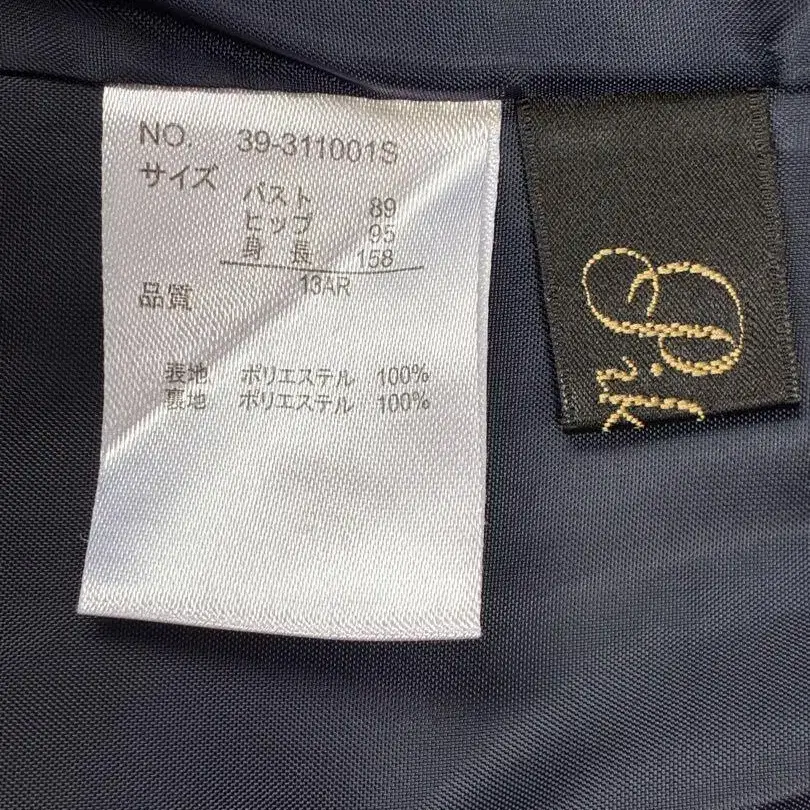 NO. 39-311001S
サイズ バスト 89
ヒップ 95
身 長 158
13AR
品質
表地 ポリエステル 100%
裏地 ポリエステル 100%